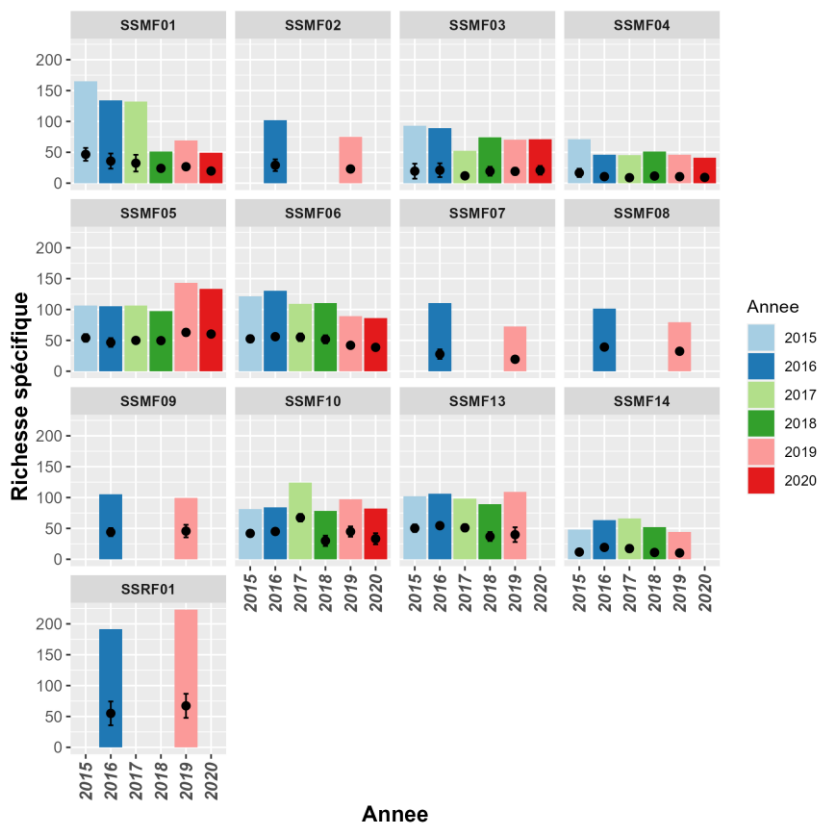 SSMF01 SSMF02 SSMF03 SSMF04
200
150
100
50
0
SSMF05 SSMF06 SSMF07 SSMF08
200
150
100
50
0
SSMF09 SSMF10 SSMF13 SSMF14
200
150
100
50
0
2015 2016 2017 2018 2019 2020 2015 2016 2017 2018 2019 2020 2015 2016 2017 2018 2019 2020
SSRF01
200
150
100
50
0
2015 2016 2017 2018 2019 2020
Richesse spécifique
Annee
Annee
2015
2016
2017
2018
2019
2020